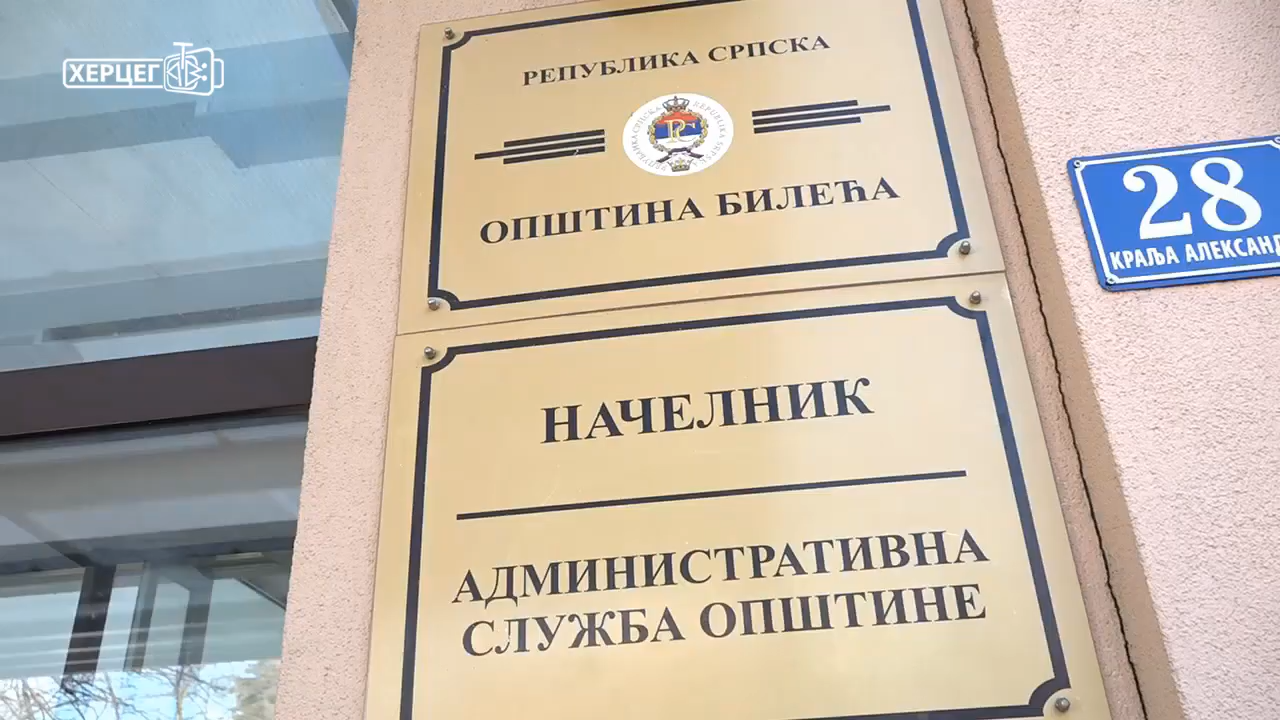 ХЕРЦЕГ
РЕПУБЛИКА СРПСКА
ОПШТИНА БИЛЕЋА
НАЧЕЛНИК
АДМИНИСТРАТИВНА
СЛУЖБА ОПШТИНЕ
28
КРАЉА АЛЕКСАНД